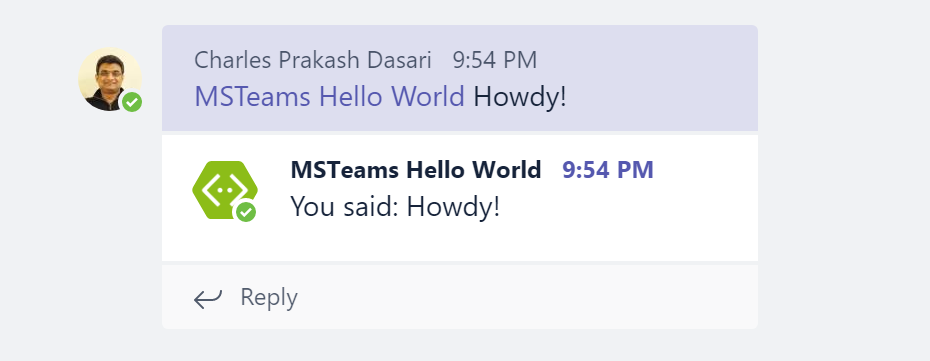 Charles Prakash Dasari 9:54 PM
MSTeams Hello World Howdy!
MSTeams Hello World 9:54 PM
You said: Howdy!
Reply